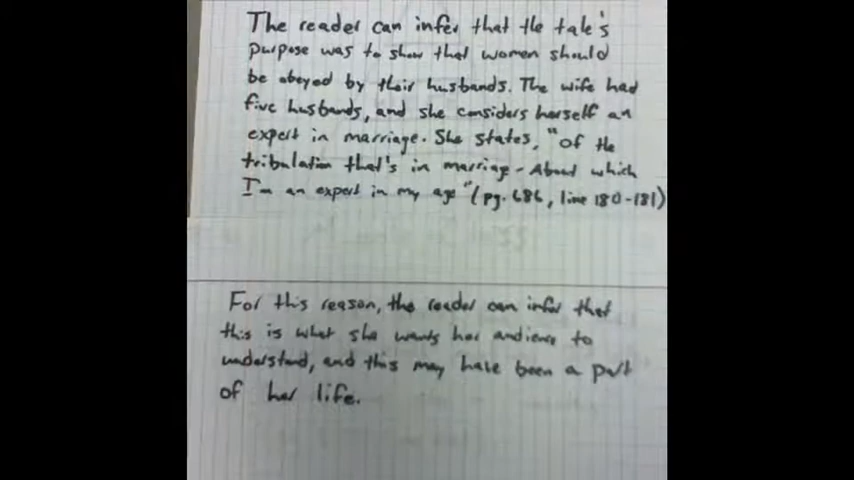 The reader can infer that the tale's
purpose was to show that women should
be obeyed by their husbands. The wife had
five husbands, and she considers herself an
expert in marriage. She states, "of the
tribulation that's in marriage - About which
I'm an expert in my age "(pg. 686, line 180-181)
For this reason, the reader can infer that
this is what she wants her audience to
understand, and this may have been a part
of her life.